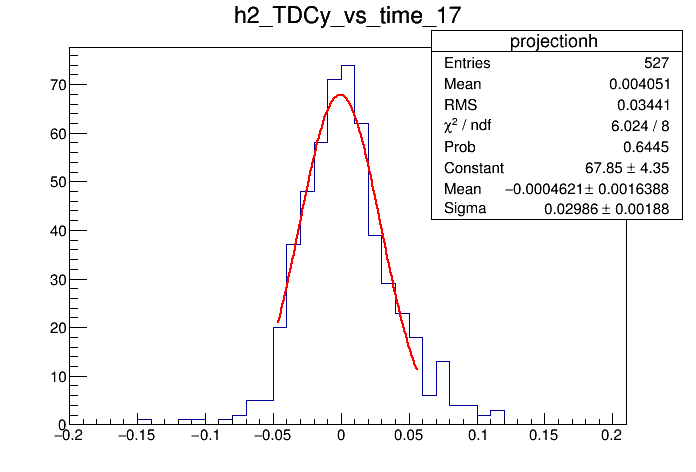 h2_TDCy_vs_time_17
projectionh
Entries 527
Mean 0.004051
RMS 0.03441
χ² / ndf 6.024 / 8
Prob 0.6445
Constant 67.85 ± 4.35
Mean −0.0004621± 0.0016388
Sigma 0.02986 ± 0.00188
70
60
50
40
30
20
10
0
−0.2 −0.15 −0.1 −0.05 0 0.05 0.1 0.15 0.2